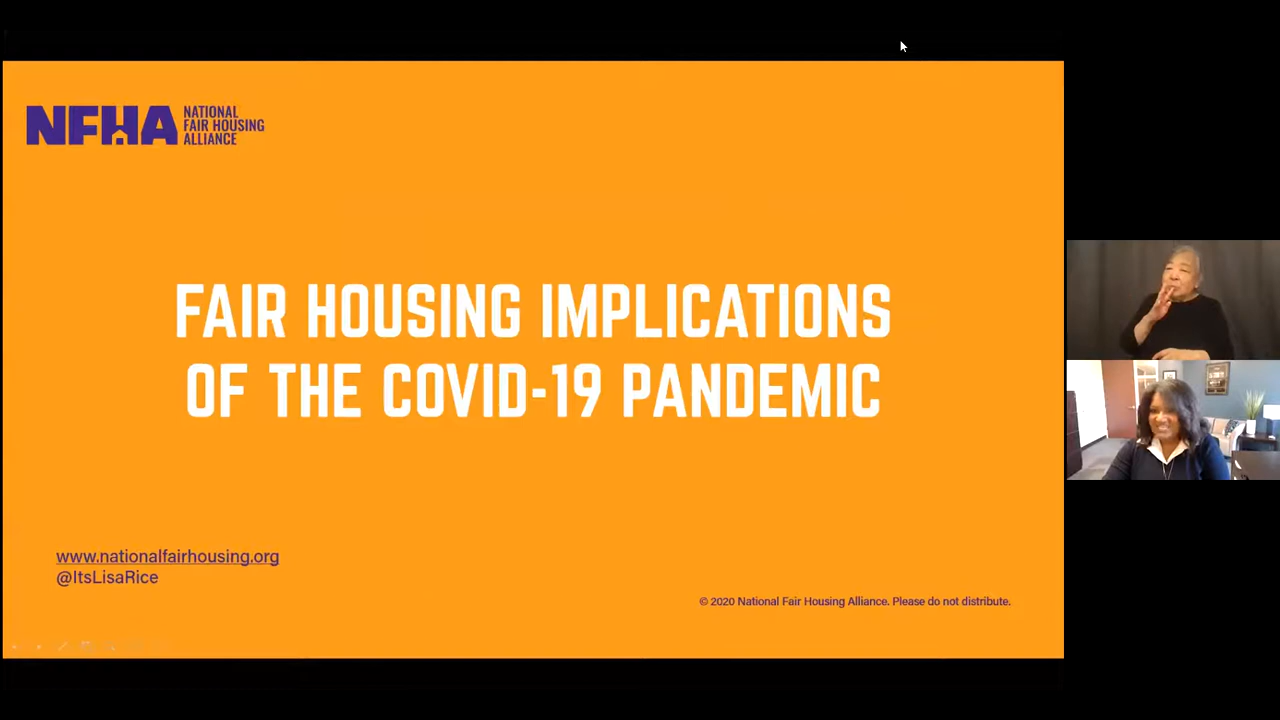 NFHA
NATIONAL
FAIR HOUSING
ALLIANCE
FAIR HOUSING IMPLICATIONS
OF THE COVID-19 PANDEMIC
www.nationalfairhousing.org
@ItsLisaRice
© 2020 National Fair Housing Alliance. Please do not distribute.